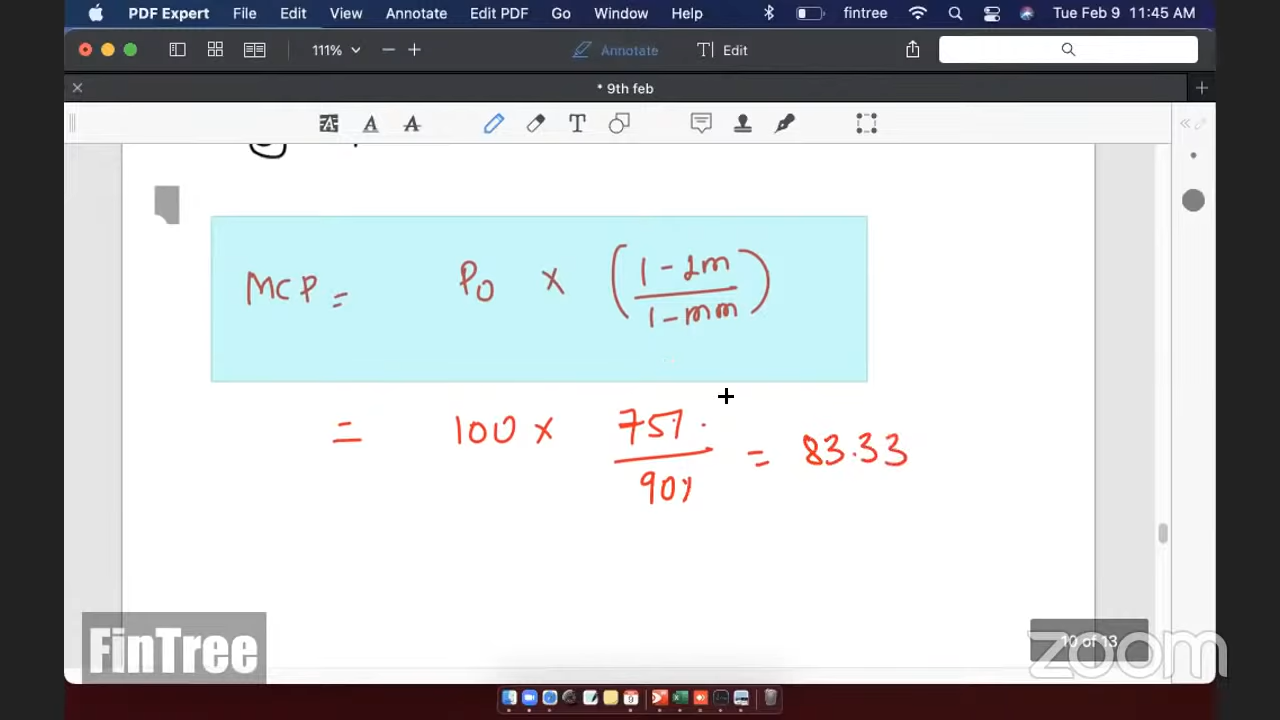 PDF Expert File Edit View Annotate Edit PDF Go Window Help fintree Tue Feb 9 11:45 AM
111% Annotate T Edit
* 9th feb
A A A T
MCP = P0 x (1 - 2m / 1 - mm)
= 100 x 75% / 90% = 83.33
FinTree
10 of 13
zoom